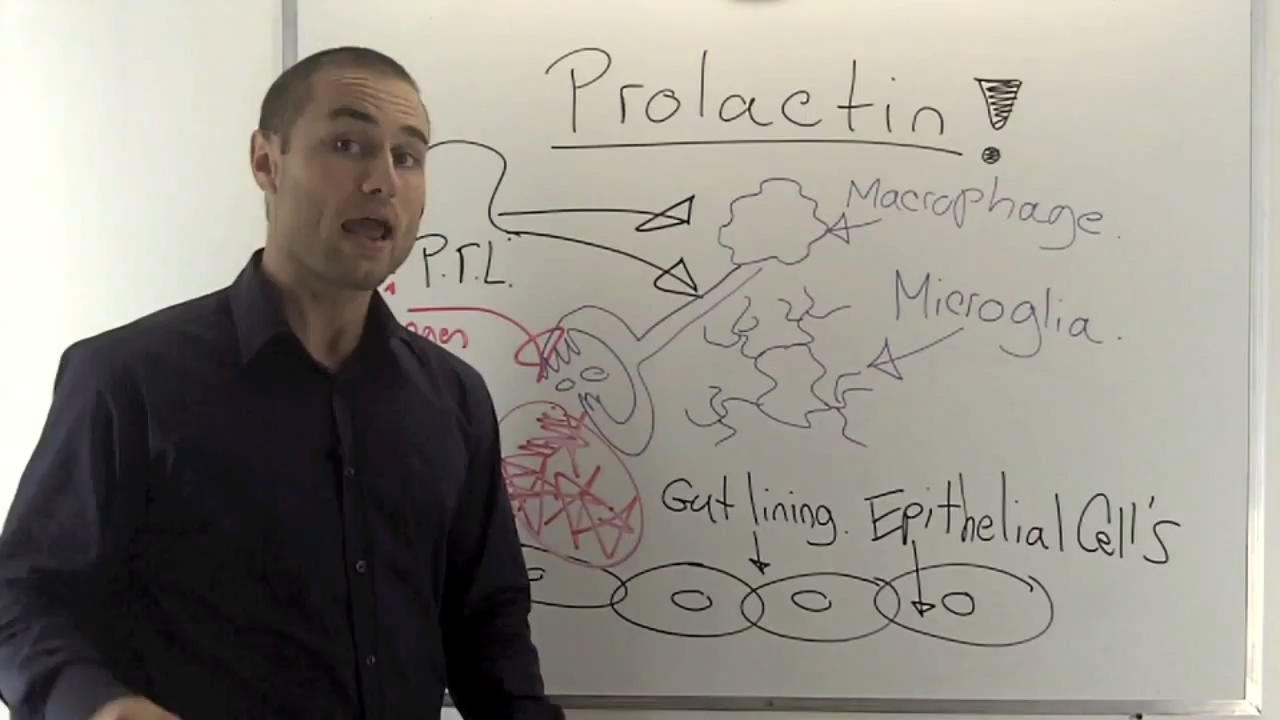 Prolactin!
Macrophage.
P.T.L.
Microglia.
Gut lining. Epithelial Cell's